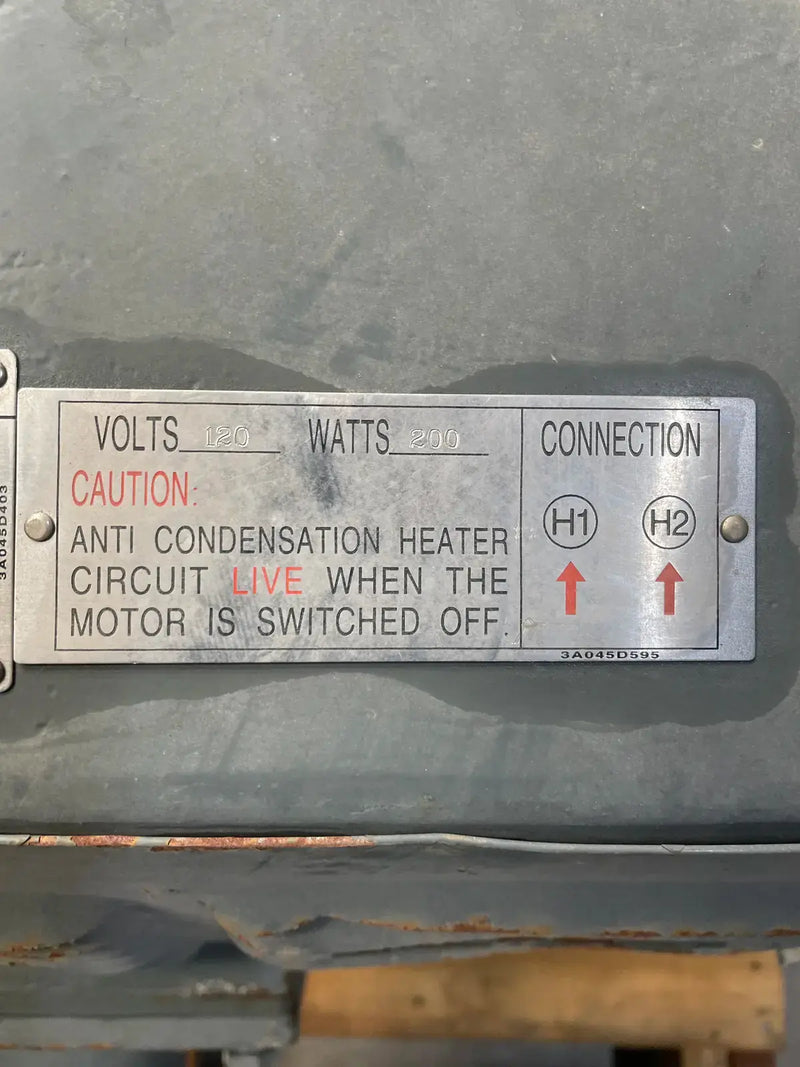 VOLTS 120 WATTS 200
CAUTION:
ANTI CONDENSATION HEATER
CIRCUIT LIVE WHEN THE
MOTOR IS SWITCHED OFF.
CONNECTION
H1 H2
3A045D595
3A045D403